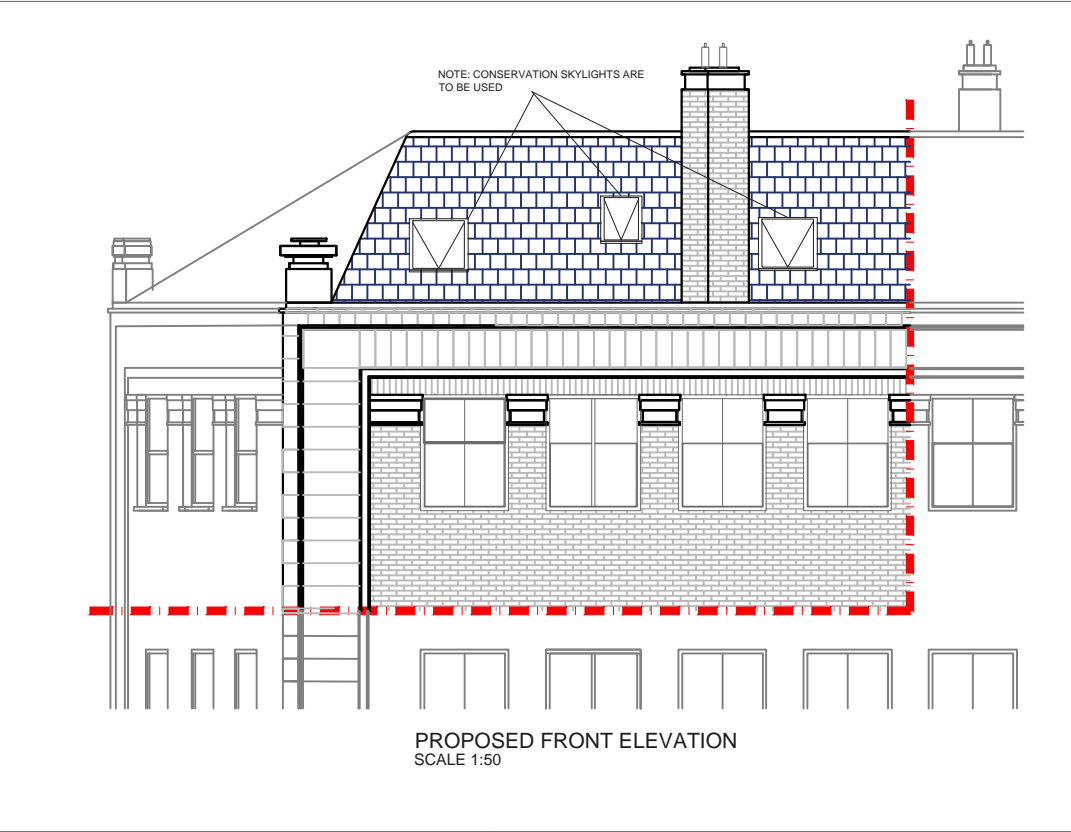 NOTE: CONSERVATION SKYLIGHTS ARE
TO BE USED
PROPOSED FRONT ELEVATION
SCALE 1:50